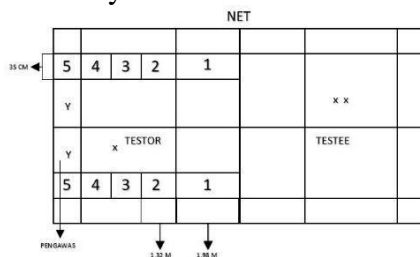 NET
35 CM
5 4 3 2 1
Y
X X
X TESTOR
TESTEE
Y
5 4 3 2 1
PENGAWAS
1.32 M
1.98 M